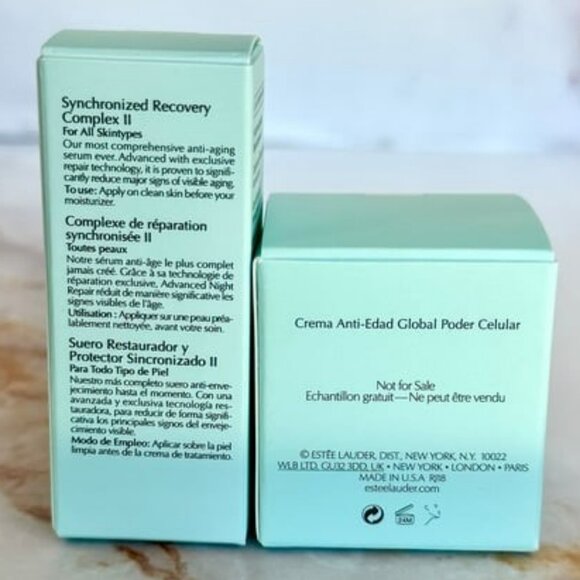 Synchronized Recovery
Complex II
For All Skintypes
Our most comprehensive anti-aging
serum ever. Advanced with exclusive
repair technology, it is proven to signifi-
cantly reduce major signs of visible aging.
To use: Apply on clean skin before your
moisturizer.
Complexe de réparation
synchronisée II
Toutes peaux
Notre sérum anti-âge le plus complet
jamais créé. Grâce à sa technologie de
réparation exclusive, Advanced Night
Repair réduit de manière significative les
signes visibles de l'âge.
Utilisation : Appliquer sur une peau préa-
lablement nettoyée, avant votre soin.
Suero Restaurador y
Protector Sincronizado II
Para Todo Tipo de Piel
Nuestro más completo suero anti-enve-
jecimiento hasta el momento. Con una
avanzada y exclusiva tecnología res-
tauradora, para reducir de forma signifi-
cativa los principales signos del enveje-
cimiento visible.
Modo de Empleo: Aplicar sobre la piel
limpia antes de la crema de tratamiento.
Crema Anti-Edad Global Poder Celular
Not for Sale
Echantillon gratuit—Ne peut être vendu
© ESTÉE LAUDER, DIST., NEW YORK, N.Y. 10022
WLB LTD, GU32 3DD, UK • NEW YORK • LONDON • PARIS
MADE IN U.S.A. RJ18
esteelauder.com
24M